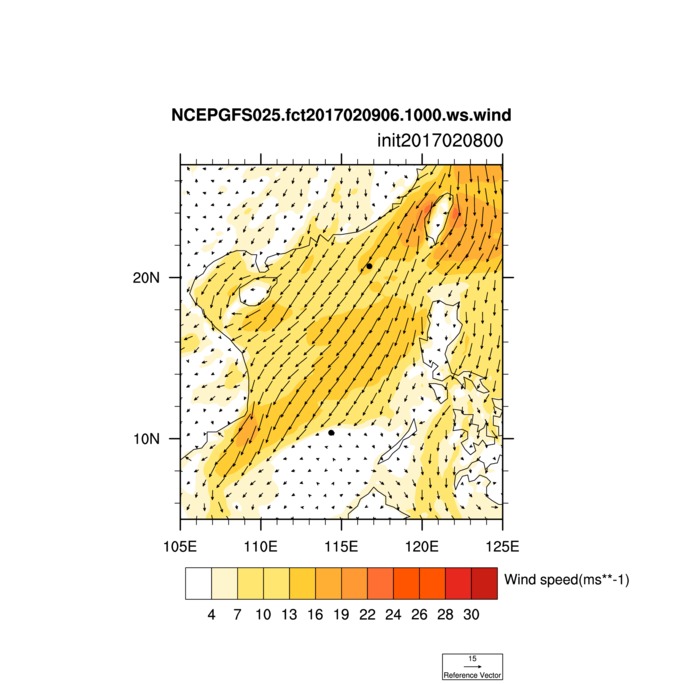 NCEPGFS025.fct2017020906.1000.ws.wind
init2017020800
20N
10N
105E 110E 115E 120E 125E
Wind speed(ms**-1)
4 7 10 13 16 19 22 24 26 28 30
15
Reference Vector